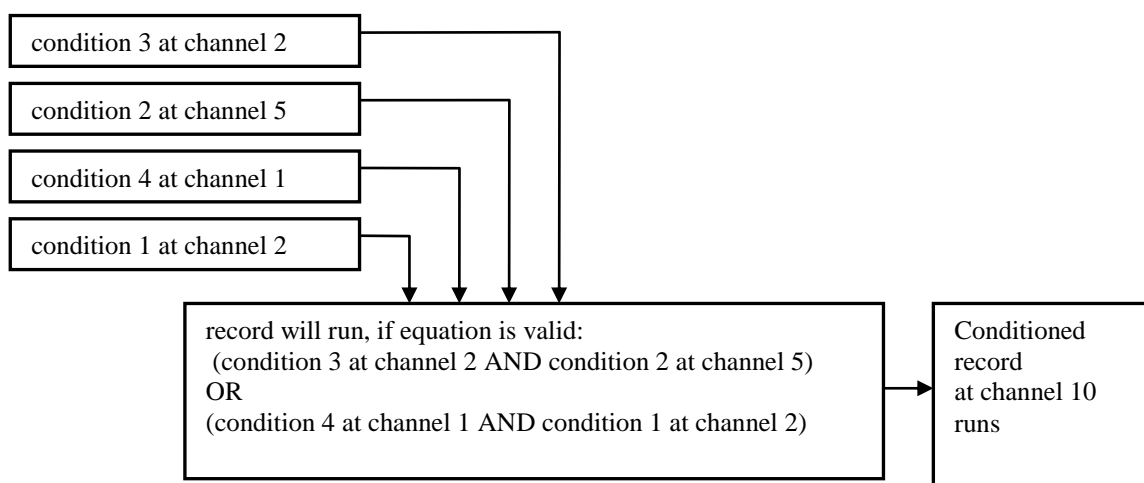 condition 3 at channel 2
condition 2 at channel 5
condition 4 at channel 1
condition 1 at channel 2
record will run, if equation is valid:
(condition 3 at channel 2 AND condition 2 at channel 5)
OR
(condition 4 at channel 1 AND condition 1 at channel 2)
Conditioned
record
at channel 10
runs